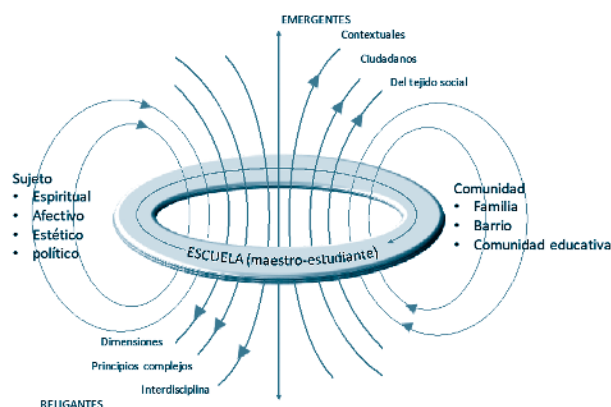 EMERGENTES
Contextuales
Ciudadanos
Del tejido social
Sujeto
• Espiritual
• Afectivo
• Estético
• político
Comunidad
• Familia
• Barrio
• Comunidad educativa
ESCUELA (maestro-estudiante)
Dimensiones
Principios complejos
Interdisciplina
RELIGANTES